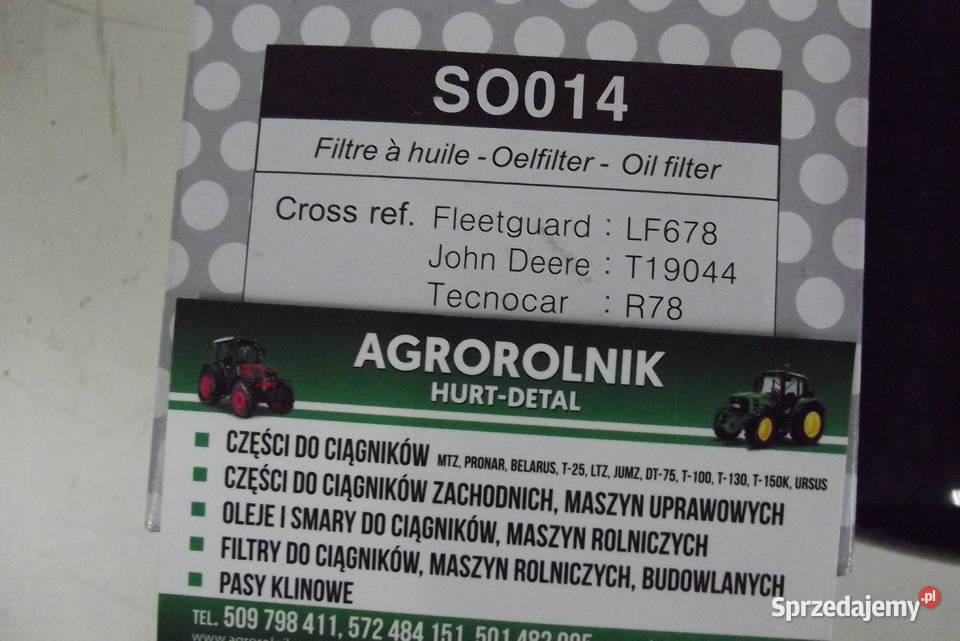 SO014
Filtre à huile - Oelfilter - Oil filter
Cross ref. Fleetguard : LF678
John Deere : T19044
Tecnocar : R78
AGROROLNIK
HURT-DETAL
CZĘŚCI DO CIĄGNIKÓW MTZ, PRONAR, BELARUS, T-25, LTZ, JUMZ, DT-75, T-100, T-130, T-150K, URSUS
CZĘŚCI DO CIĄGNIKÓW ZACHODNICH, MASZYN UPRAWOWYCH
OLEJE I SMARY DO CIĄGNIKÓW, MASZYN ROLNICZYCH
FILTRY DO CIĄGNIKÓW, MASZYN ROLNICZYCH, BUDOWLANYCH
PASY KLINOWE
TEL. 509 798 411, 572 484 151, 501 482
Sprzedajemy.pl